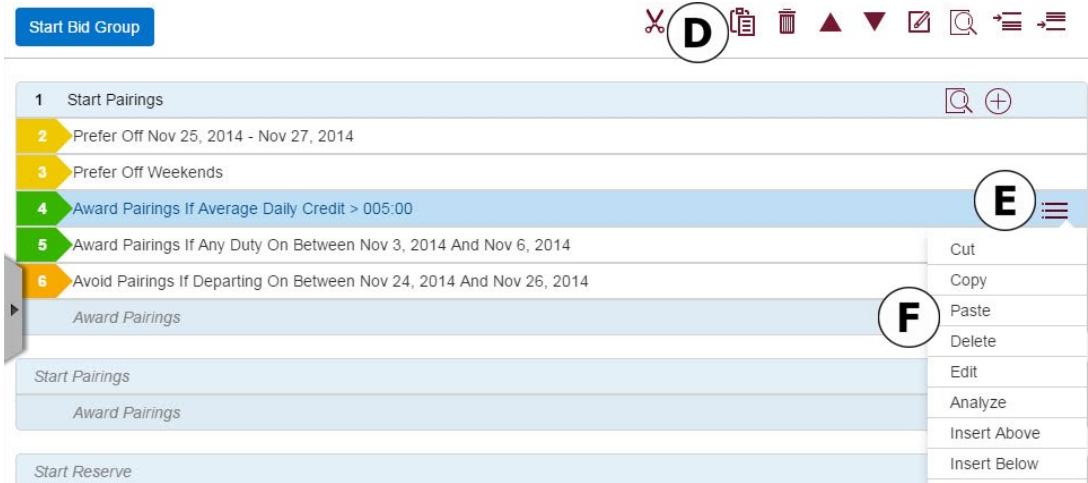 Start Bid Group
D
1 Start Pairings
2 Prefer Off Nov 25, 2014 - Nov 27, 2014
3 Prefer Off Weekends
E
4 Award Pairings If Average Daily Credit > 005:00
5 Award Pairings If Any Duty On Between Nov 3, 2014 And Nov 6, 2014
6 Avoid Pairings If Departing On Between Nov 24, 2014 And Nov 26, 2014
Award Pairings
Start Pairings
Award Pairings
Start Reserve
F
Cut
Copy
Paste
Delete
Edit
Analyze
Insert Above
Insert Below